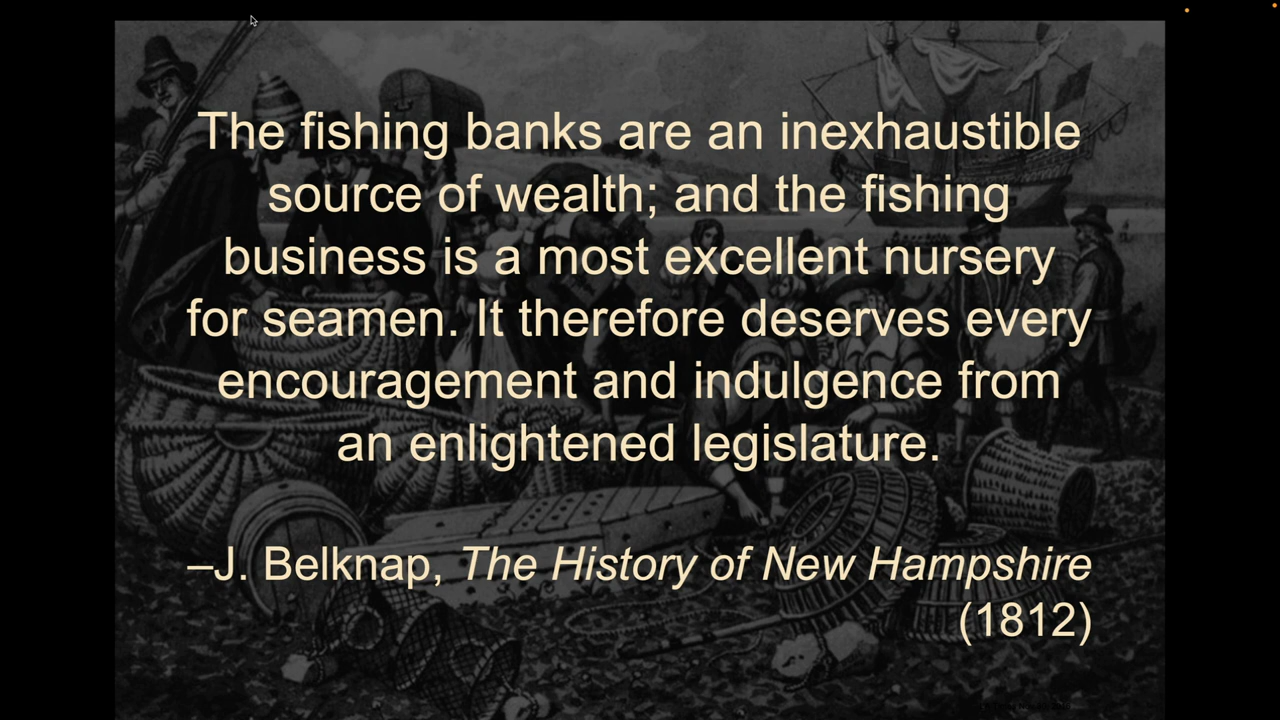 The fishing banks are an inexhaustible
source of wealth; and the fishing
business is a most excellent nursery
for seamen. It therefore deserves every
encouragement and indulgence from
an enlightened legislature.
–J. Belknap, The History of New Hampshire
(1812)